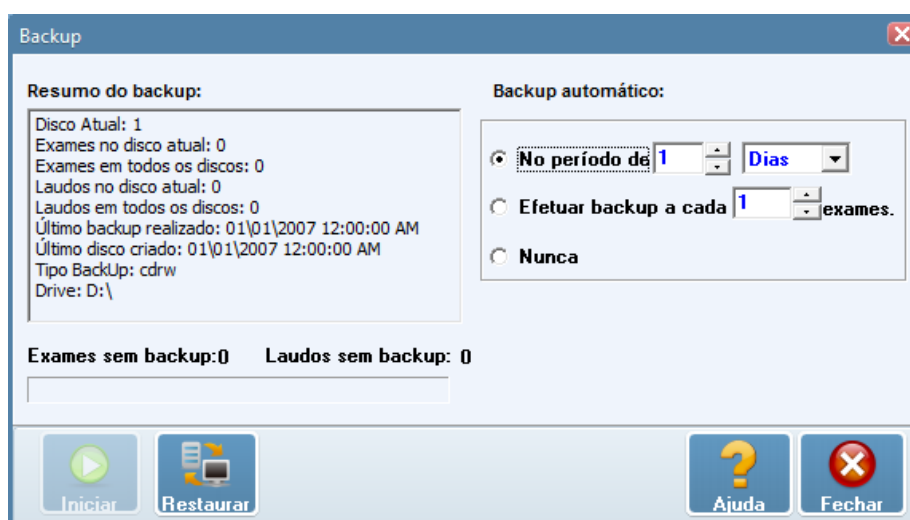 Backup
Resumo do backup:
Disco Atual: 1
Exames no disco atual: 0
Exames em todos os discos: 0
Laudos no disco atual: 0
Laudos em todos os discos: 0
Último backup realizado: 01\01\2007 12:00:00 AM
Último disco criado: 01\01\2007 12:00:00 AM
Tipo BackUp: cdrw
Drive: D:\
Exames sem backup:0 Laudos sem backup: 0
Backup automático:
No período de 1 Dias
Efetuar backup a cada 1 exames.
Nunca
Iniciar Restaurar Ajuda Fechar